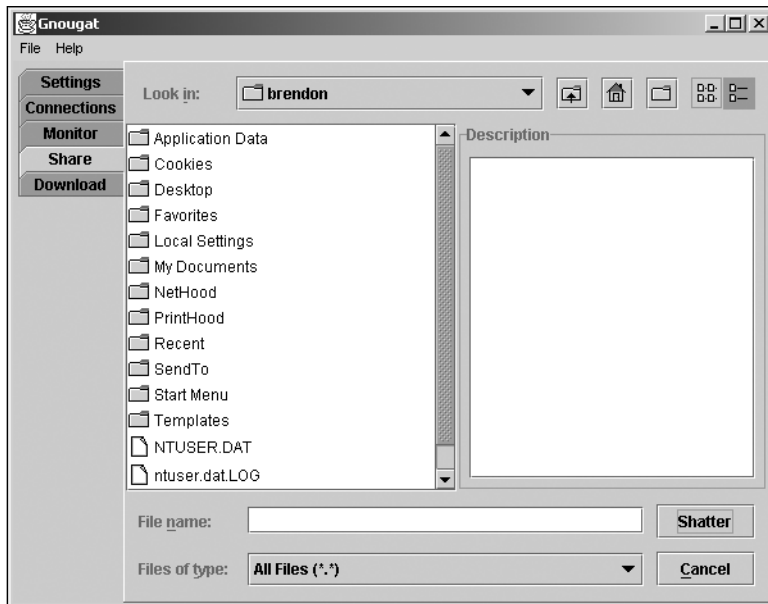 Gnougat
File Help
Settings
Connections
Monitor
Share
Download
Look in:
brendon
Application Data
Cookies
Desktop
Favorites
Local Settings
My Documents
NetHood
PrintHood
Recent
SendTo
Start Menu
Templates
NTUSER.DAT
ntuser.dat.LOG
Description
File name:
Shatter
Files of type:
All Files (*.*)
Cancel